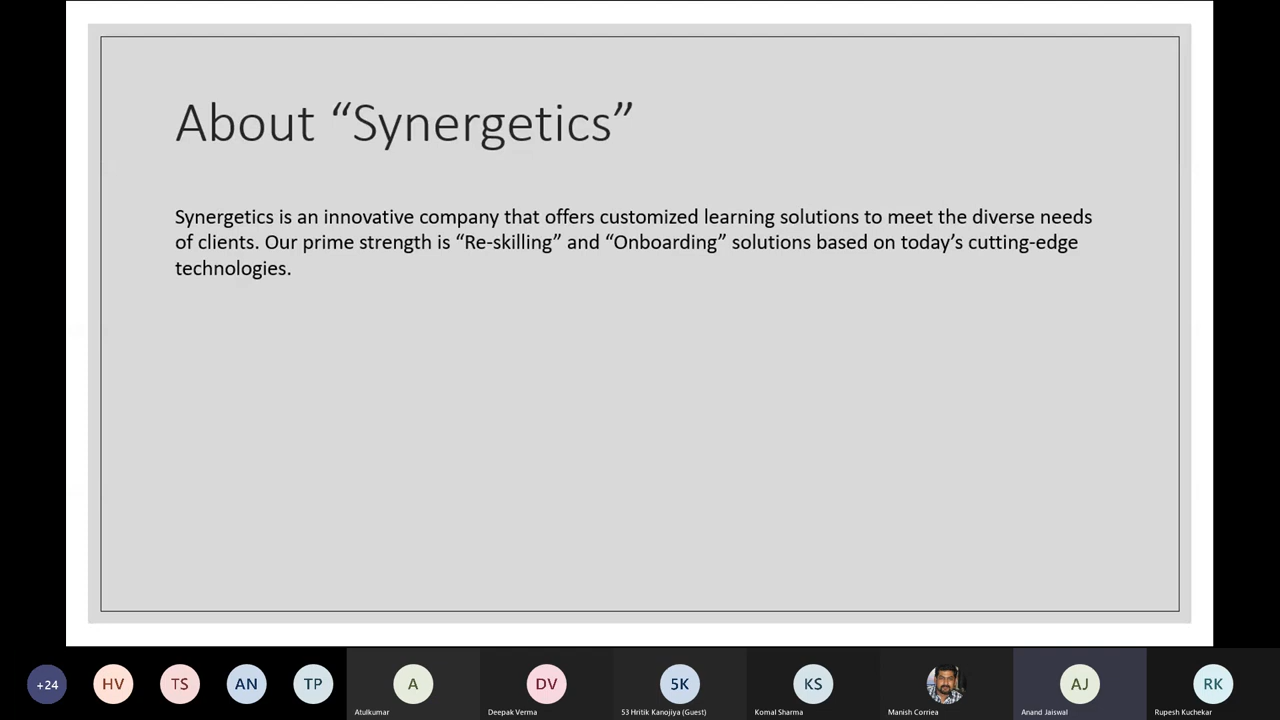 About “Synergetics”
Synergetics is an innovative company that offers customized learning solutions to meet the diverse needs
of clients. Our prime strength is “Re-skilling” and “Onboarding” solutions based on today’s cutting-edge
technologies.
+24
HV
TS
AN
TP
A
DV
5K
KS
AJ
RK
Atulkumar
Deepak Verma
53 Hritik Kanojiya (Guest)
Komal Sharma
Manish Corriea
Anand Jaiswal
Rupesh Kuchekar